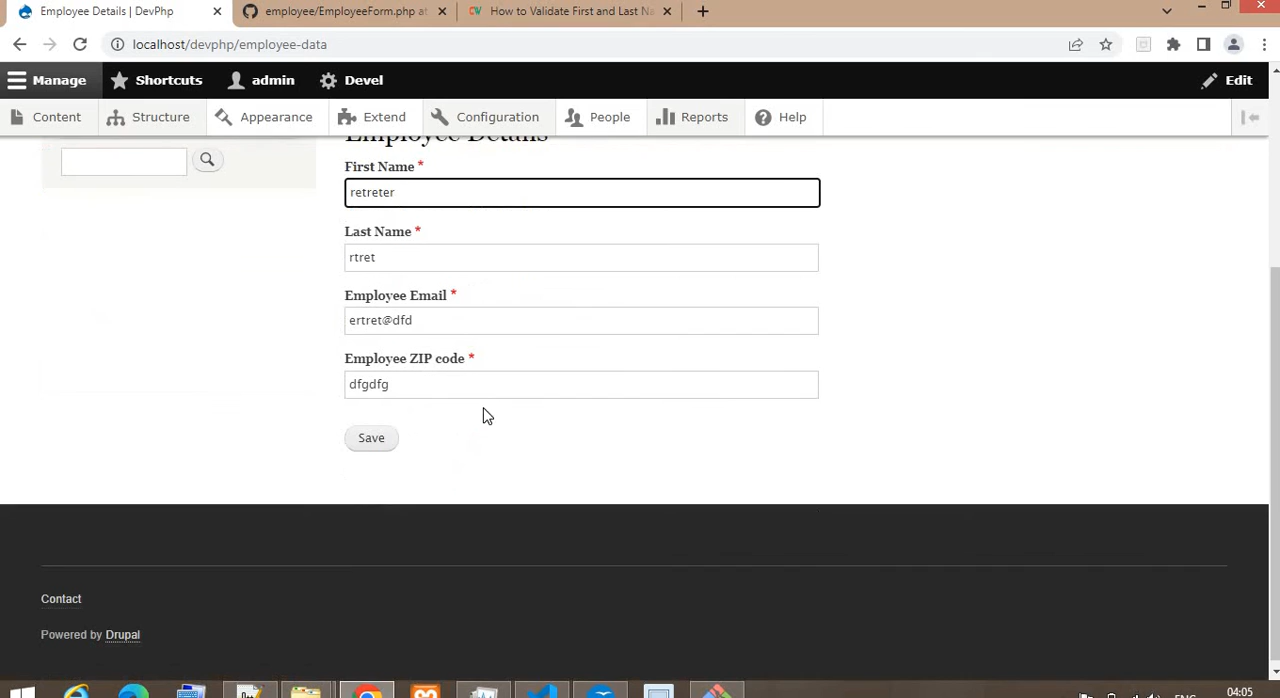 Employee Details | DevPhp
employee/EmployeeForm.php at
How to Validate First and Last Na
localhost/devphp/employee-data
Manage
Shortcuts
admin
Devel
Edit
Content
Structure
Appearance
Extend
Configuration
People
Reports
Help
Employee Details
First Name *
retreter
Last Name *
rtret
Employee Email *
ertret@dfd
Employee ZIP code *
dfgdfg
Save
Contact
Powered by Drupal
04:05